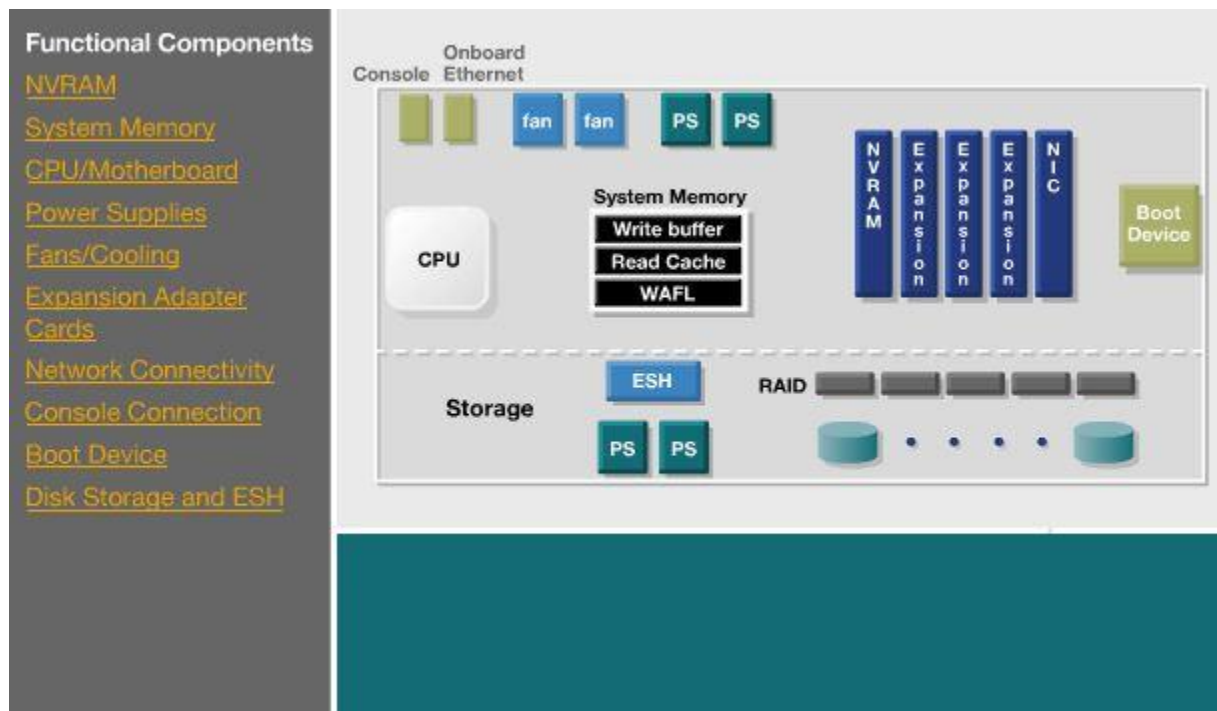 Functional Components
NVRAM
System Memory
CPU/Motherboard
Power Supplies
Fans/Cooling
Expansion Adapter
Cards
Network Connectivity
Console Connection
Boot Device
Disk Storage and ESH
Onboard
Console Ethernet
fan fan PS PS
NVRAM Expansion Expansion Expansion NIC
System Memory
Write buffer
Read Cache
WAFL
CPU
Boot
Device
ESH
RAID
Storage
PS PS